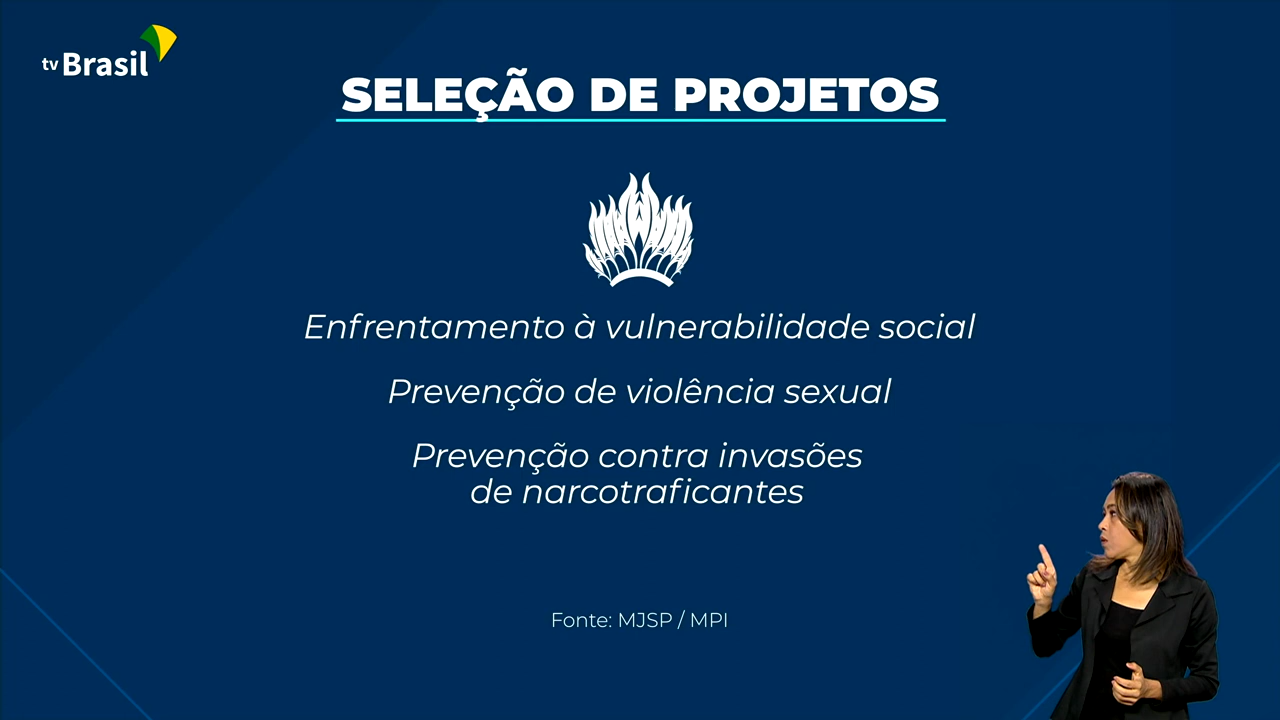 tv Brasil
SELEÇÃO DE PROJETOS
Enfrentamento à vulnerabilidade social
Prevenção de violência sexual
Prevenção contra invasões
de narcotraficantes
Fonte: MJSP / MPI